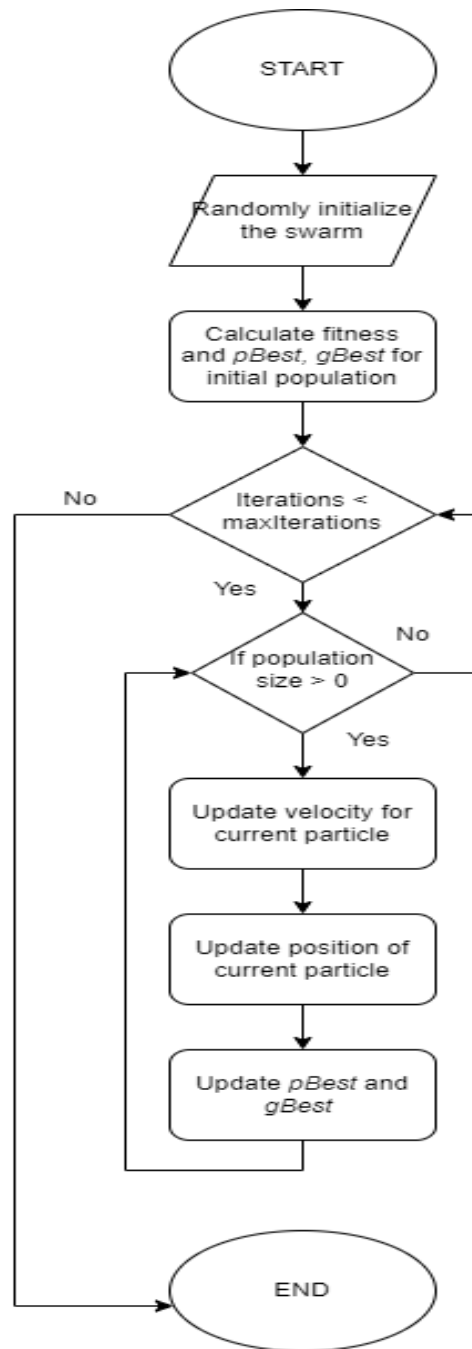 START
Randomly initialize
the swarm
Calculate fitness
and pBest, gBest for
initial population
No
Iterations <
maxIterations
Yes
No
If population
size > 0
Yes
Update velocity for
current particle
Update position of
current particle
Update pBest and
gBest
END